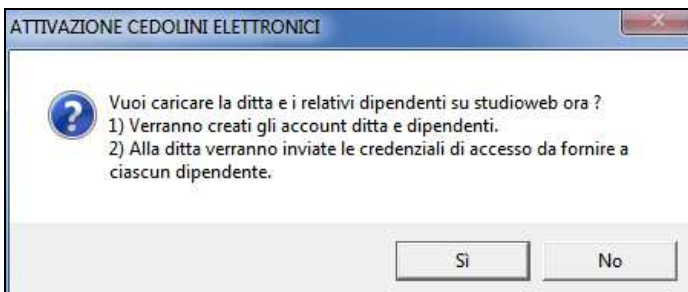 ATTIVAZIONE CEDOLINI ELETTRONICI
Vuoi caricare la ditta e i relativi dipendenti su studioweb ora ?
1) Verranno creati gli account ditta e dipendenti.
2) Alla ditta verranno inviate le credenziali di accesso da fornire a
ciascun dipendente.
Sì
No